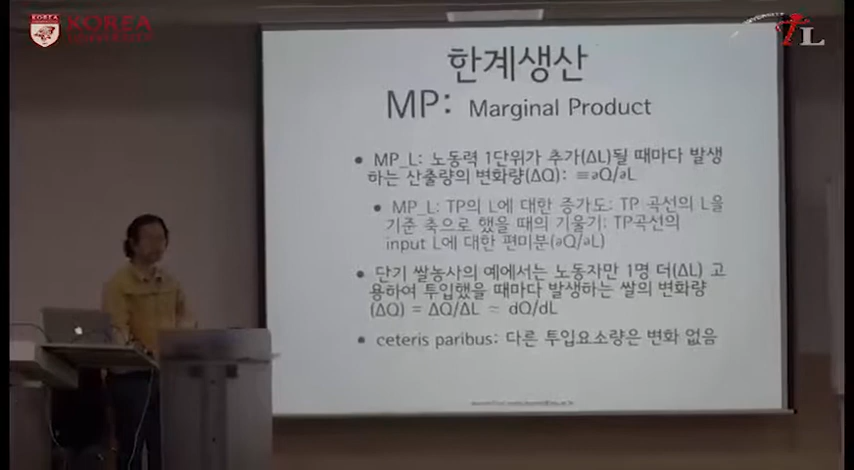 KOREA
UNIVERSITY
한계생산
MP: Marginal Product
• MP_L: 노동력 1단위가 추가(ΔL)될 때마다 발생
하는 산출량의 변화량(ΔQ): ≡∂Q/∂L
• MP_L: TP의 L에 대한 증가도: TP 곡선의 L을
기준 축으로 했을 때의 기울기: TP곡선의
input L에 대한 편미분(∂Q/∂L)
• 단기 쌀농사의 예에서는 노동자만 1명 더(ΔL) 고
용하여 투입했을 때마다 발생하는 쌀의 변화량
(ΔQ) = ΔQ/ΔL ≃ dQ/dL
• ceteris paribus: 다른 투입요소량은 변화 없음